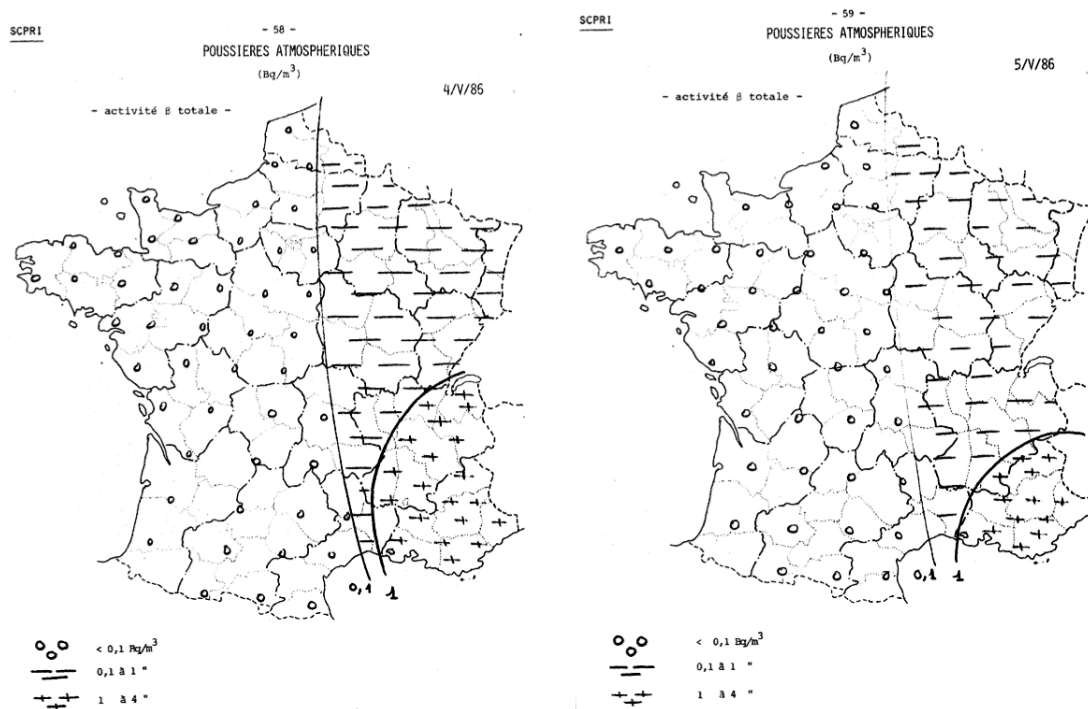 SCPRI
- 58 -
POUSSIERES ATMOSPHERIQUES
(Bq/m³)
4/V/86
- activité β totale -
0,1 1
< 0,1 Bq/m³
0,1 à 1 "
1 à 4 "
SCPRI
- 59 -
POUSSIERES ATMOSPHERIQUES
(Bq/m³)
5/V/86
- activité β totale -
0,1 1
< 0,1 Bq/m³
0,1 à 1 "
1 à 4 "